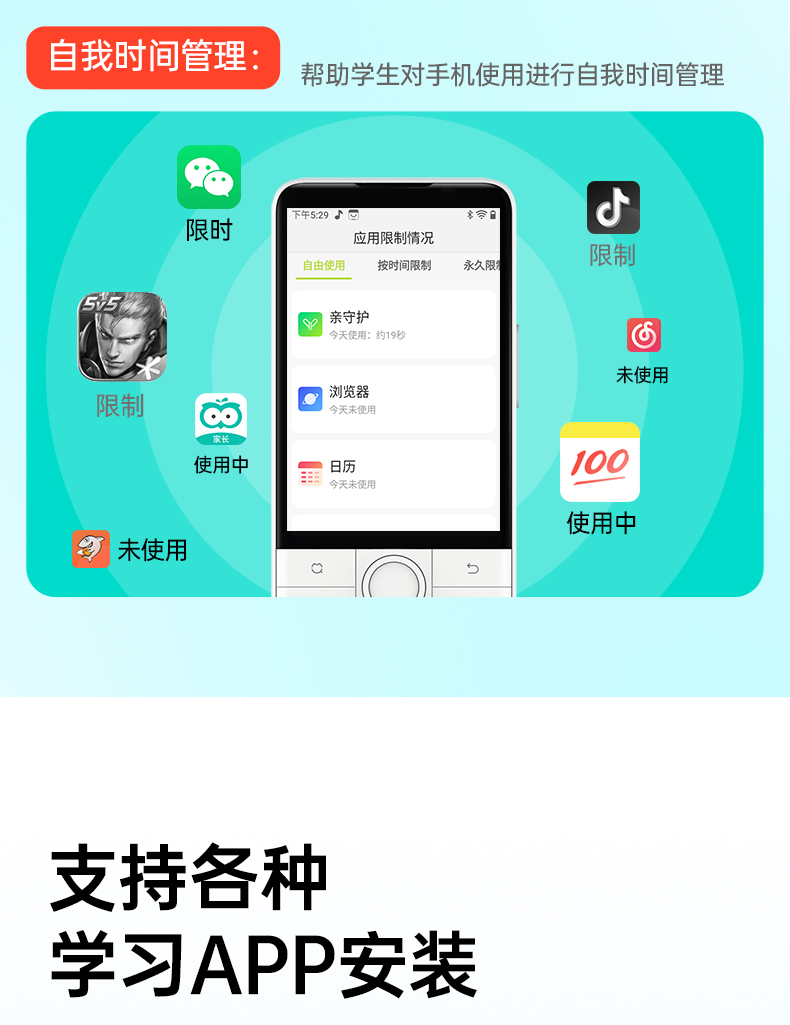 自我时间管理：
帮助学生对手机使用进行自我时间管理
限时
限制
5v5
限制
未使用
家长
使用中
100
使用中
未使用
下午5:29
应用限制情况
自由使用 按时间限制 永久限制
亲守护
今天使用：约19秒
浏览器
今天未使用
日历
今天未使用
支持各种
学习APP安装